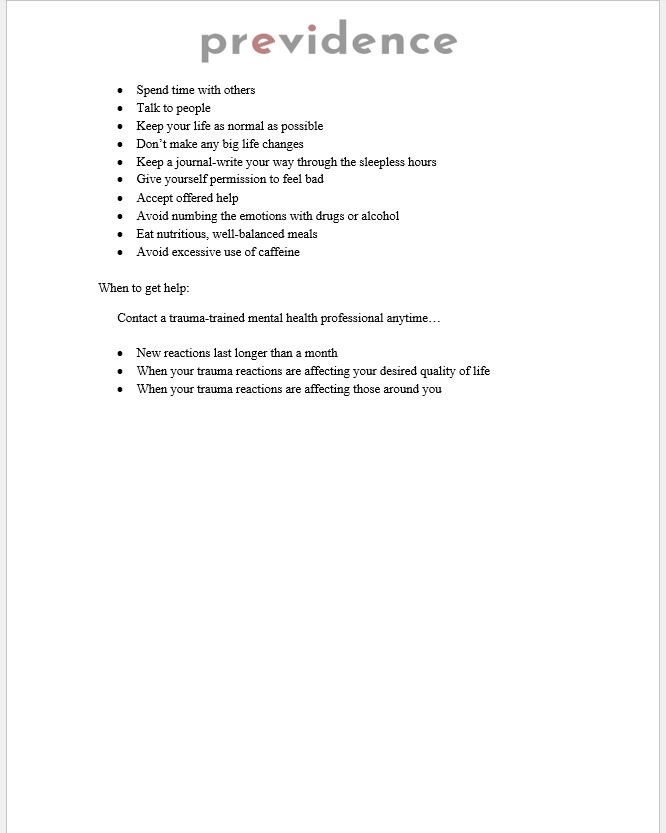 previdence
• Spend time with others
• Talk to people
• Keep your life as normal as possible
• Don’t make any big life changes
• Keep a journal-write your way through the sleepless hours
• Give yourself permission to feel bad
• Accept offered help
• Avoid numbing the emotions with drugs or alcohol
• Eat nutritious, well-balanced meals
• Avoid excessive use of caffeine
When to get help:
Contact a trauma-trained mental health professional anytime…
• New reactions last longer than a month
• When your trauma reactions are affecting your desired quality of life
• When your trauma reactions are affecting those around you